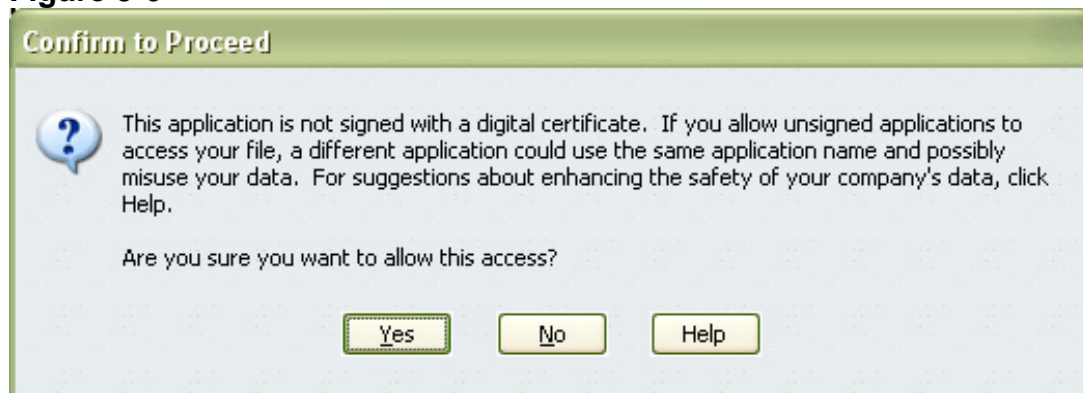 Confirm to Proceed
This application is not signed with a digital certificate.  If you allow unsigned applications to
access your file, a different application could use the same application name and possibly
misuse your data.  For suggestions about enhancing the safety of your company's data, click
Help.
Are you sure you want to allow this access?
Yes No Help